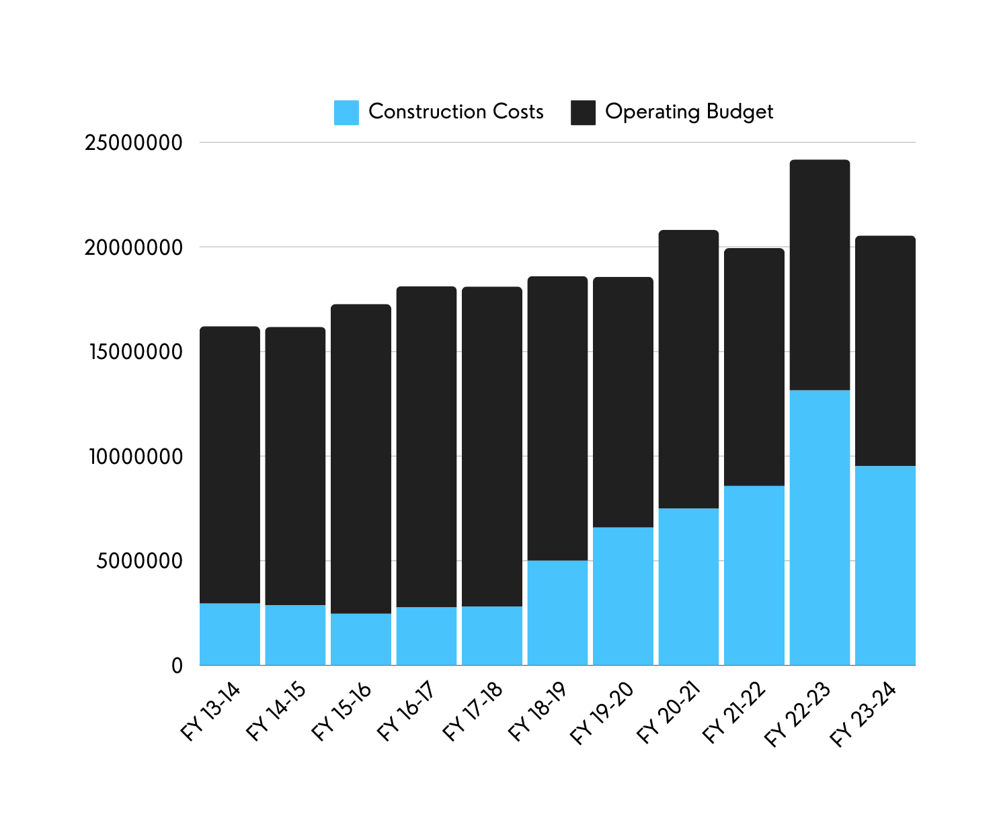 Construction Costs Operating Budget
25000000
20000000
15000000
10000000
5000000
0
FY 13-14
FY 14-15
FY 15-16
FY 16-17
FY 17-18
FY 18-19
FY 19-20
FY 20-21
FY 21-22
FY 22-23
FY 23-24